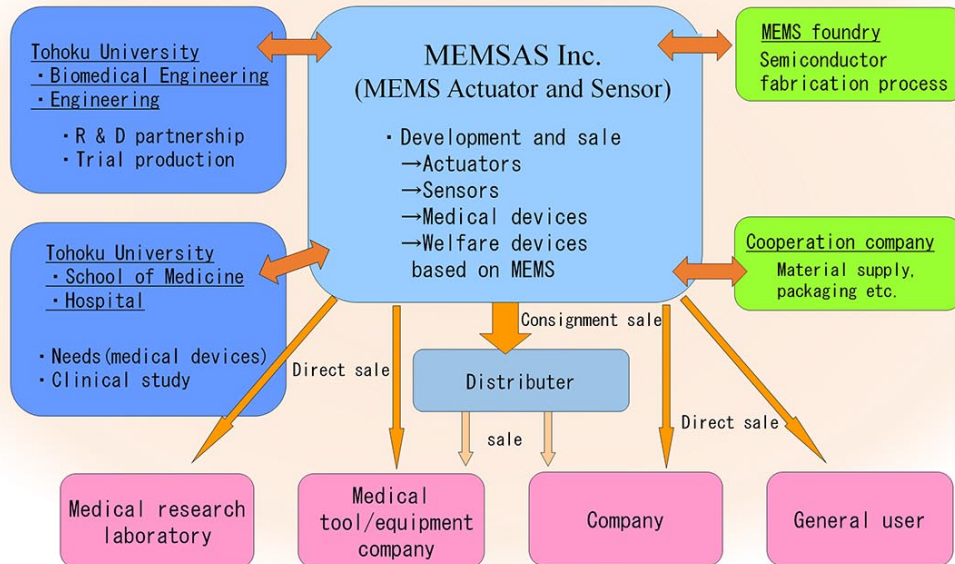 Tohoku University
・Biomedical Engineering
・Engineering
・R & D partnership
・Trial production
MEMSAS Inc.
(MEMS Actuator and Sensor)
・Development and sale
→Actuators
→Sensors
→Medical devices
→Welfare devices
based on MEMS
MEMS foundry
Semiconductor
fabrication process
Tohoku University
・School of Medicine
・Hospital
・Needs(medical devices)
・Clinical study
Cooperation company
Material supply,
packaging etc.
Consignment sale
Direct sale
Distributer
Direct sale
sale
Medical research
laboratory
Medical
tool/equipment
company
Company
General user